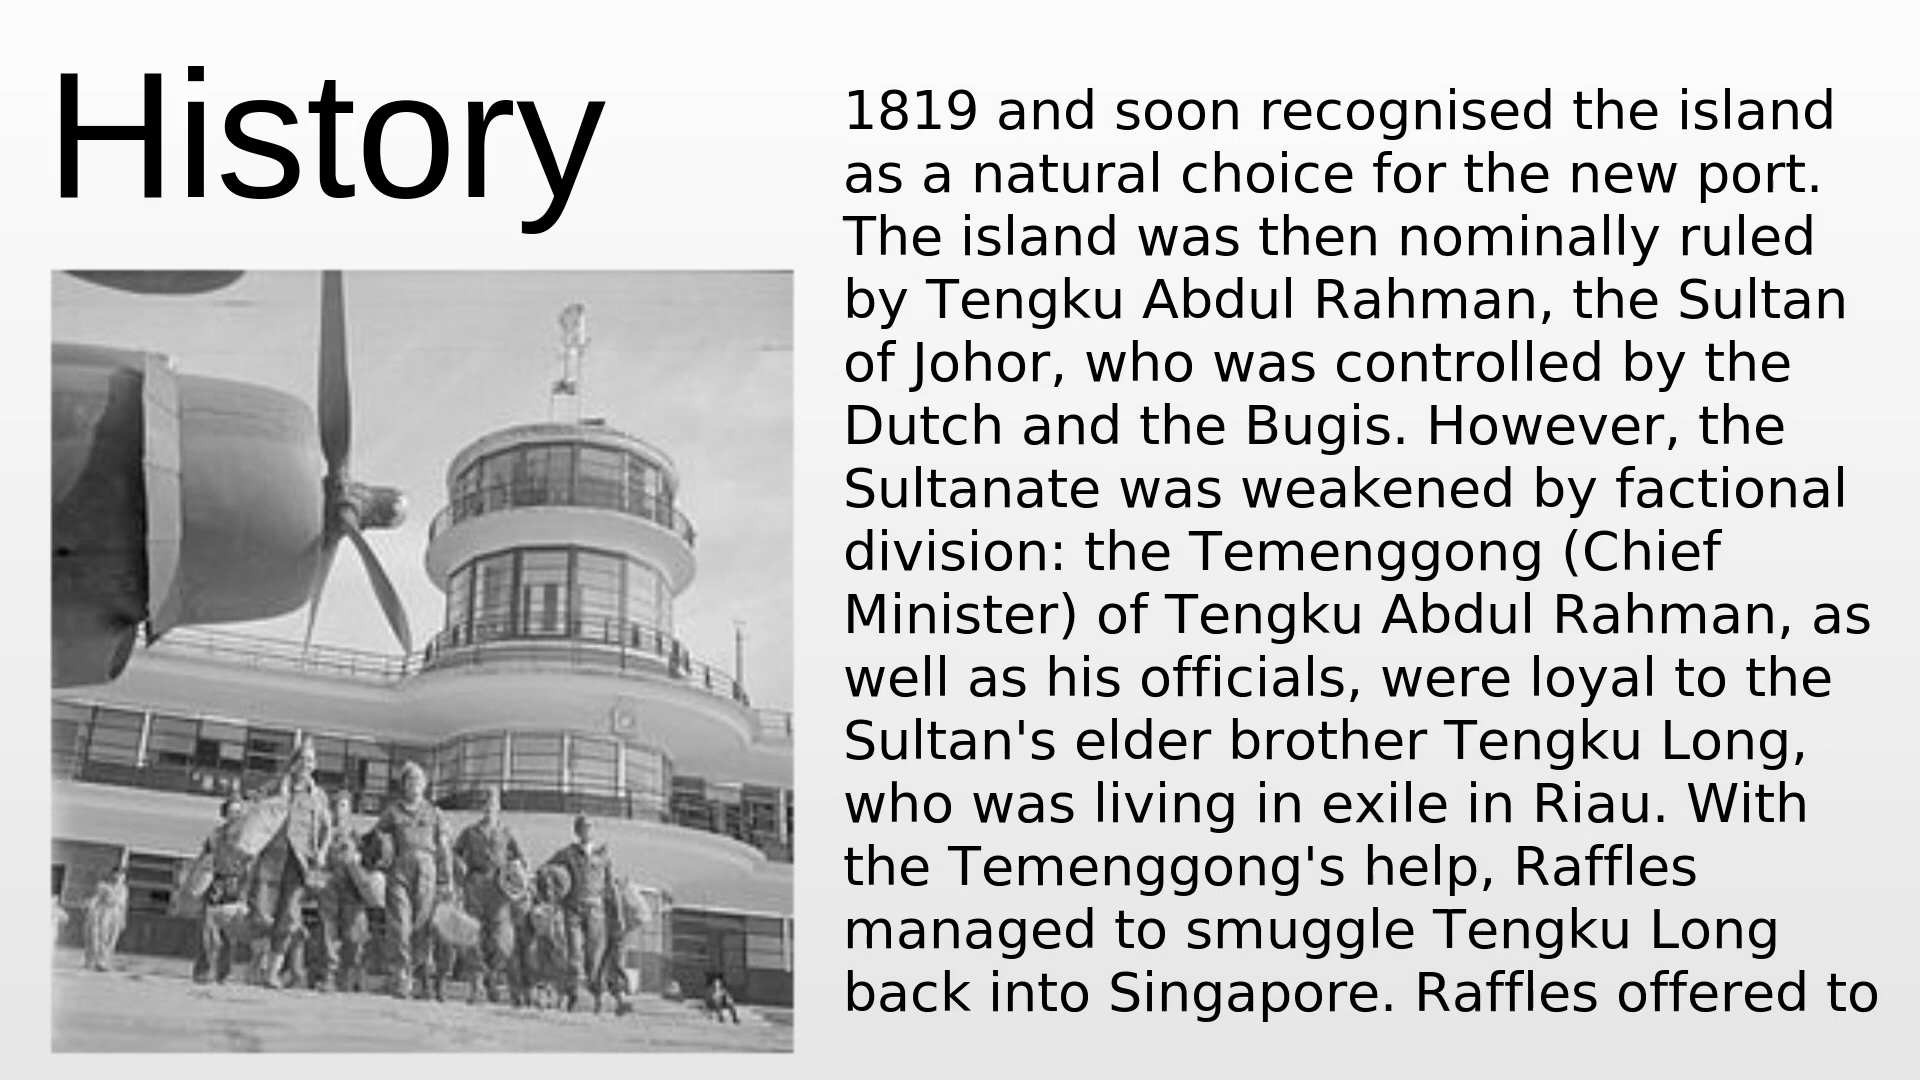 History
1819 and soon recognised the island
as a natural choice for the new port.
The island was then nominally ruled
by Tengku Abdul Rahman, the Sultan
of Johor, who was controlled by the
Dutch and the Bugis. However, the
Sultanate was weakened by factional
division: the Temenggong (Chief
Minister) of Tengku Abdul Rahman, as
well as his officials, were loyal to the
Sultan's elder brother Tengku Long,
who was living in exile in Riau. With
the Temenggong's help, Raffles
managed to smuggle Tengku Long
back into Singapore. Raffles offered to